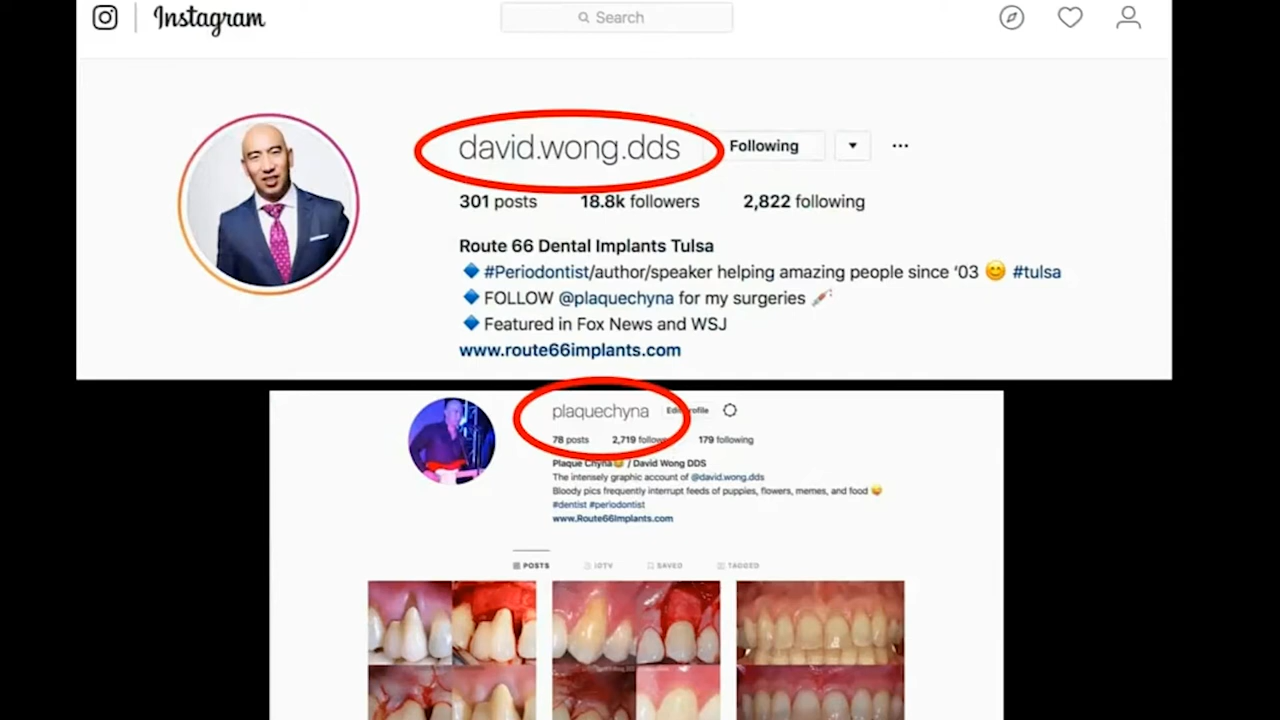 Instagram
Search
david.wong.dds
Following
301 posts 18.8k followers 2,822 following
Route 66 Dental Implants Tulsa
#Periodontist/author/speaker helping amazing people since '03 😊 #tulsa
FOLLOW @plaquechyna for my surgeries 💉
Featured in Fox News and WSJ
www.route66implants.com
plaquechyna
78 posts 2,719 179 following
Plaque Chyna / David Wong DDS
The intensely graphic account of @david.wong.dds
Bloody pics frequently interrupt feeds of puppies, flowers, memes, and food
#dentist #periodontist
www.Route66Implants.com
POSTS IGTV SAVED TAGGED